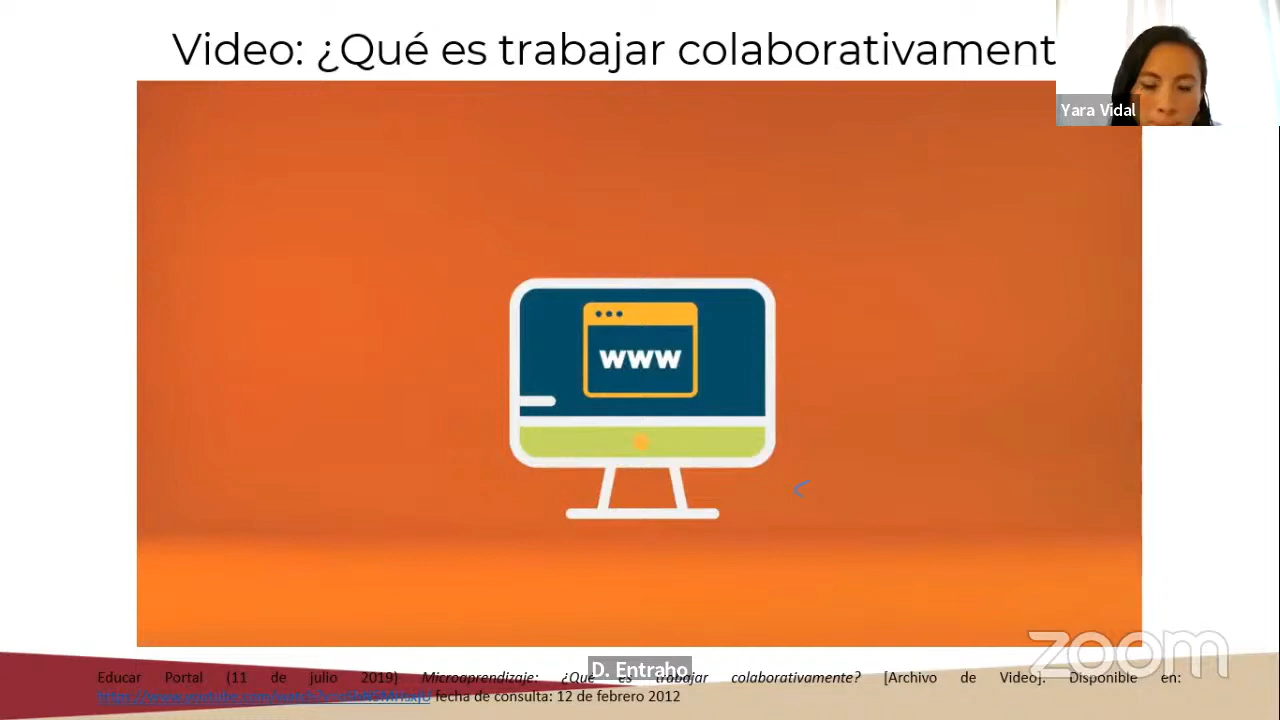 Video: ¿Qué es trabajar colaborativament
Yara Vidal
www
D. Entraho
Educar Portal (11 de julio 2019) Microaprendizaje: ¿Qué es trabajar colaborativamente? [Archivo de Video]. Disponible en:
fecha de consulta: 12 de febrero 2012
zoom